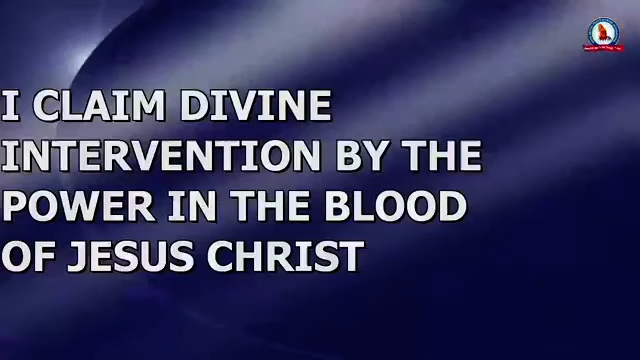 I CLAIM DIVINE
INTERVENTION BY THE
POWER IN THE BLOOD
OF JESUS CHRIST